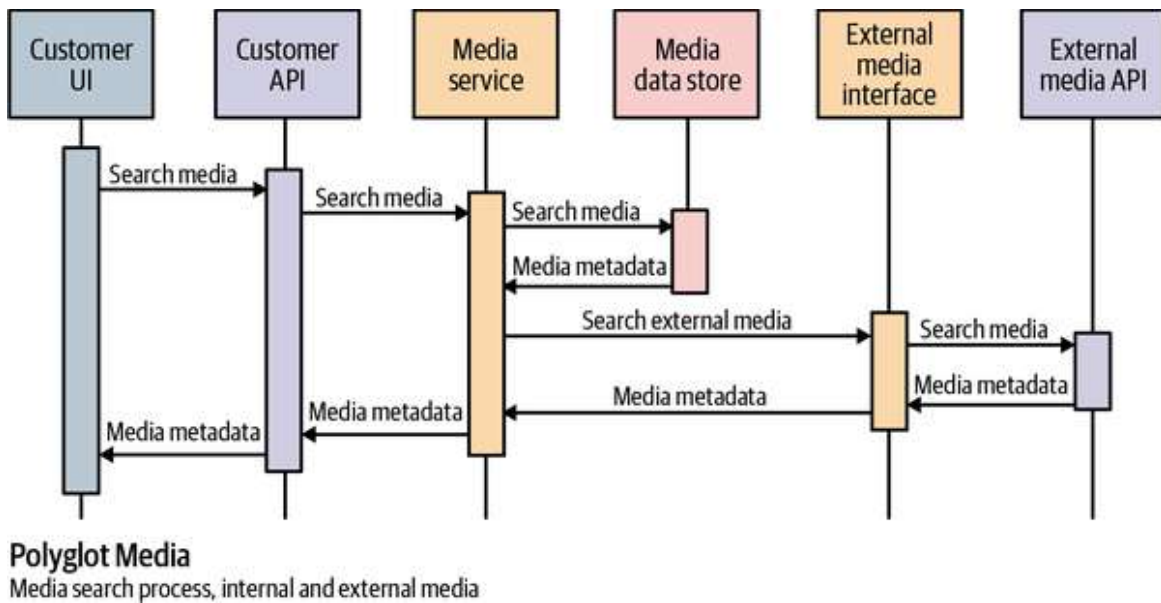 Customer
UI
Customer
API
Media
service
Media
data store
External
media
interface
External
media API
Search media
Search media
Search media
Media metadata
Search external media
Search media
Media metadata
Media metadata
Media metadata
Media metadata
Polyglot Media
Media search process, internal and external media